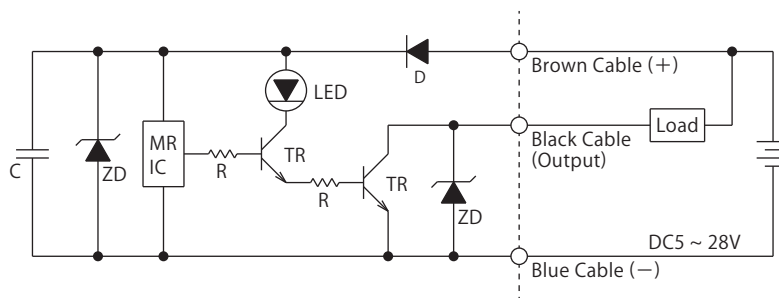 D
Brown Cable (+)
LED
Load
MR
IC
TR
Black Cable
(Output)
C
ZD
R
TR
R
ZD
DC5 ~ 28V
Blue Cable (−)